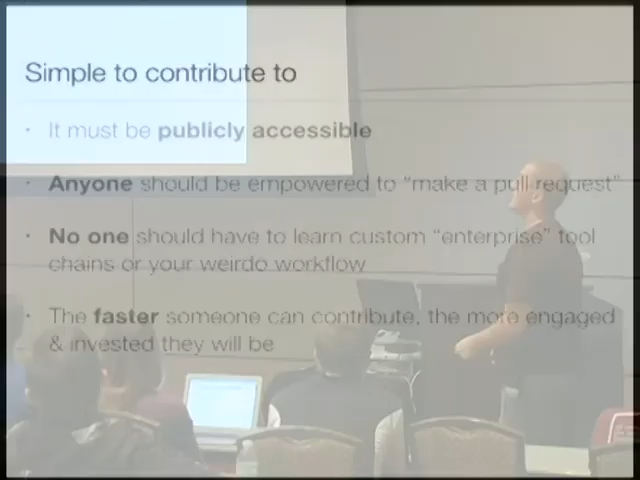 Simple to contribute to
• It must be publicly accessible
• Anyone should be empowered to “make a pull request”
• No one should have to learn custom “enterprise” tool
chains or your weirdo workflow
• The faster someone can contribute, the more engaged
& invested they will be